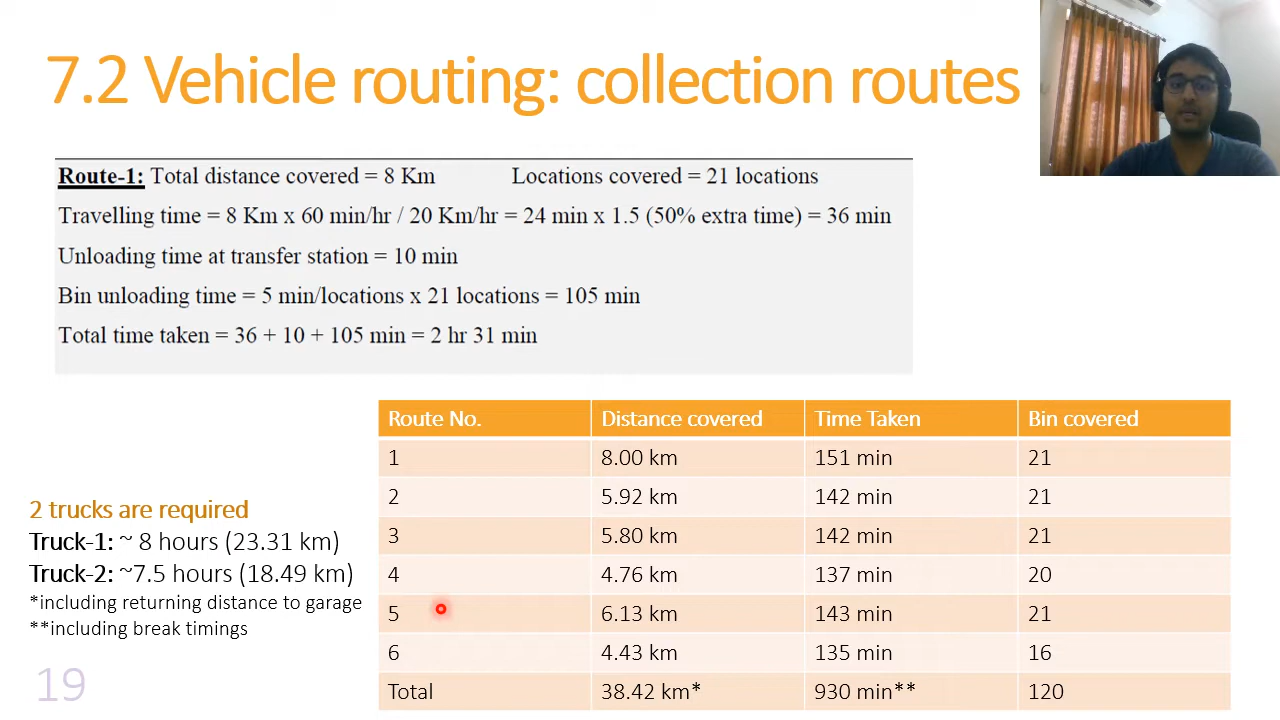 7.2 Vehicle routing: collection routes
Route-1: Total distance covered = 8 Km Locations covered = 21 locations
Travelling time = 8 Km x 60 min/hr / 20 Km/hr = 24 min x 1.5 (50% extra time) = 36 min
Unloading time at transfer station = 10 min
Bin unloading time = 5 min/locations x 21 locations = 105 min
Total time taken = 36 + 10 + 105 min = 2 hr 31 min
2 trucks are required
Truck-1: ~ 8 hours (23.31 km)
Truck-2: ~7.5 hours (18.49 km)
*including returning distance to garage
**including break timings
Route No. Distance covered Time Taken Bin covered
1 8.00 km 151 min 21
2 5.92 km 142 min 21
3 5.80 km 142 min 21
4 4.76 km 137 min 20
5 6.13 km 143 min 21
6 4.43 km 135 min 16
Total 38.42 km* 930 min** 120
19